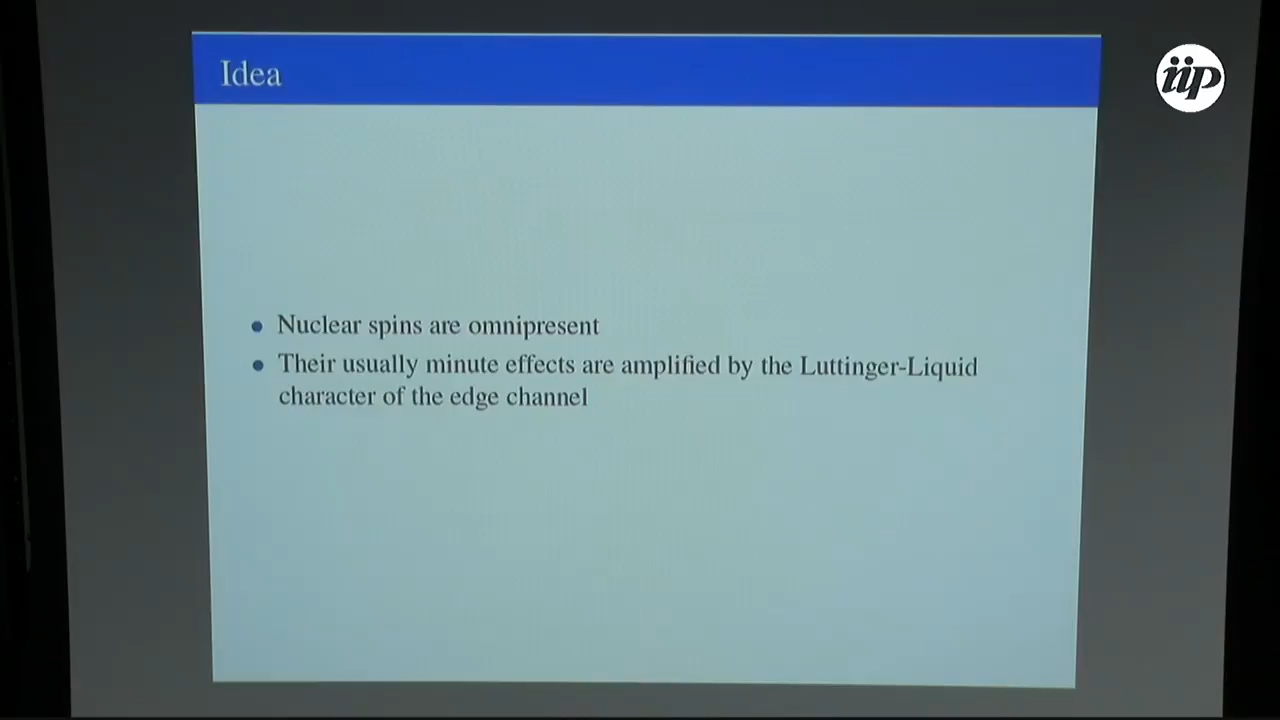 Idea
iip
Nuclear spins are omnipresent
Their usually minute effects are amplified by the Luttinger-Liquid
character of the edge channel